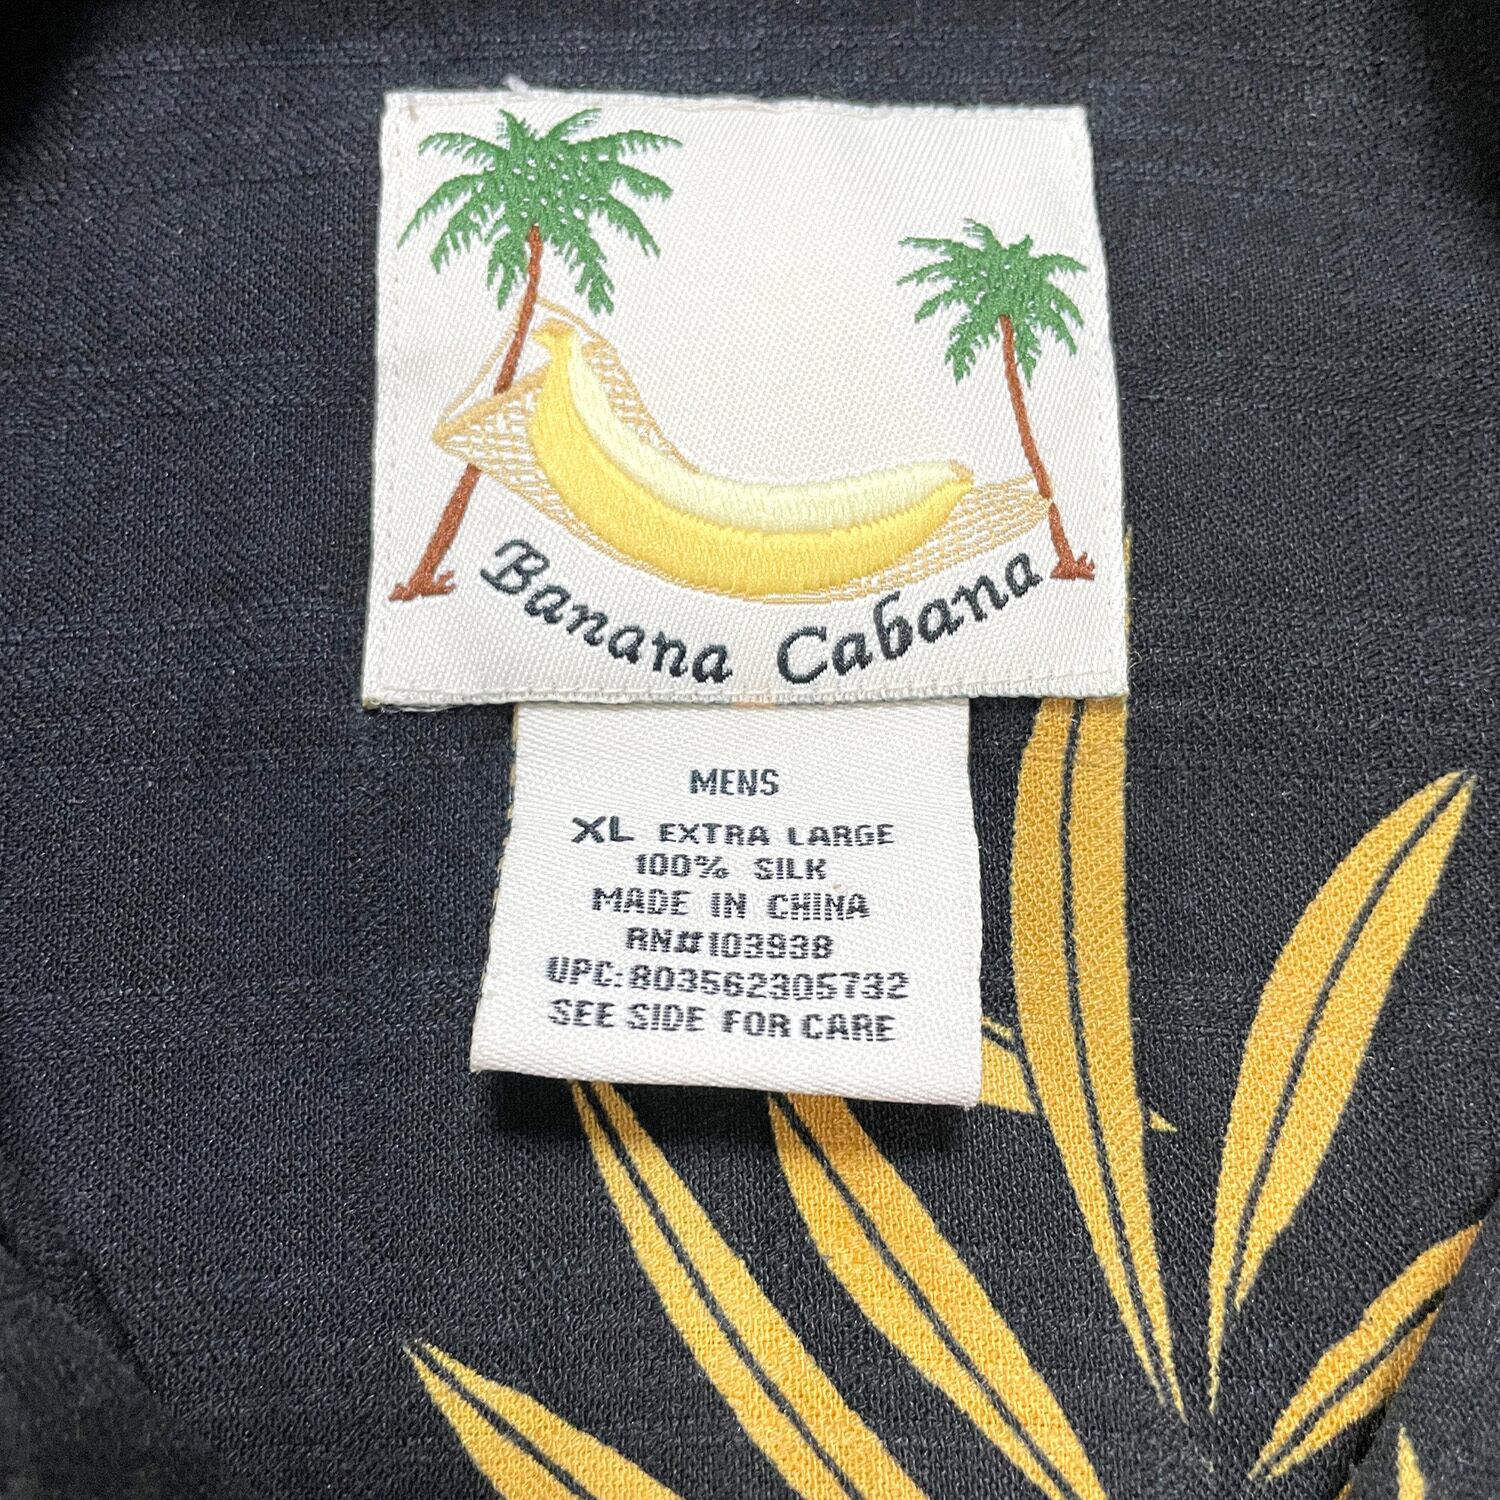 Banana Cabana
MENS
XL EXTRA LARGE
100% SILK
MADE IN CHINA
RN#103938
UPC:803562305732
SEE SIDE FOR CARE